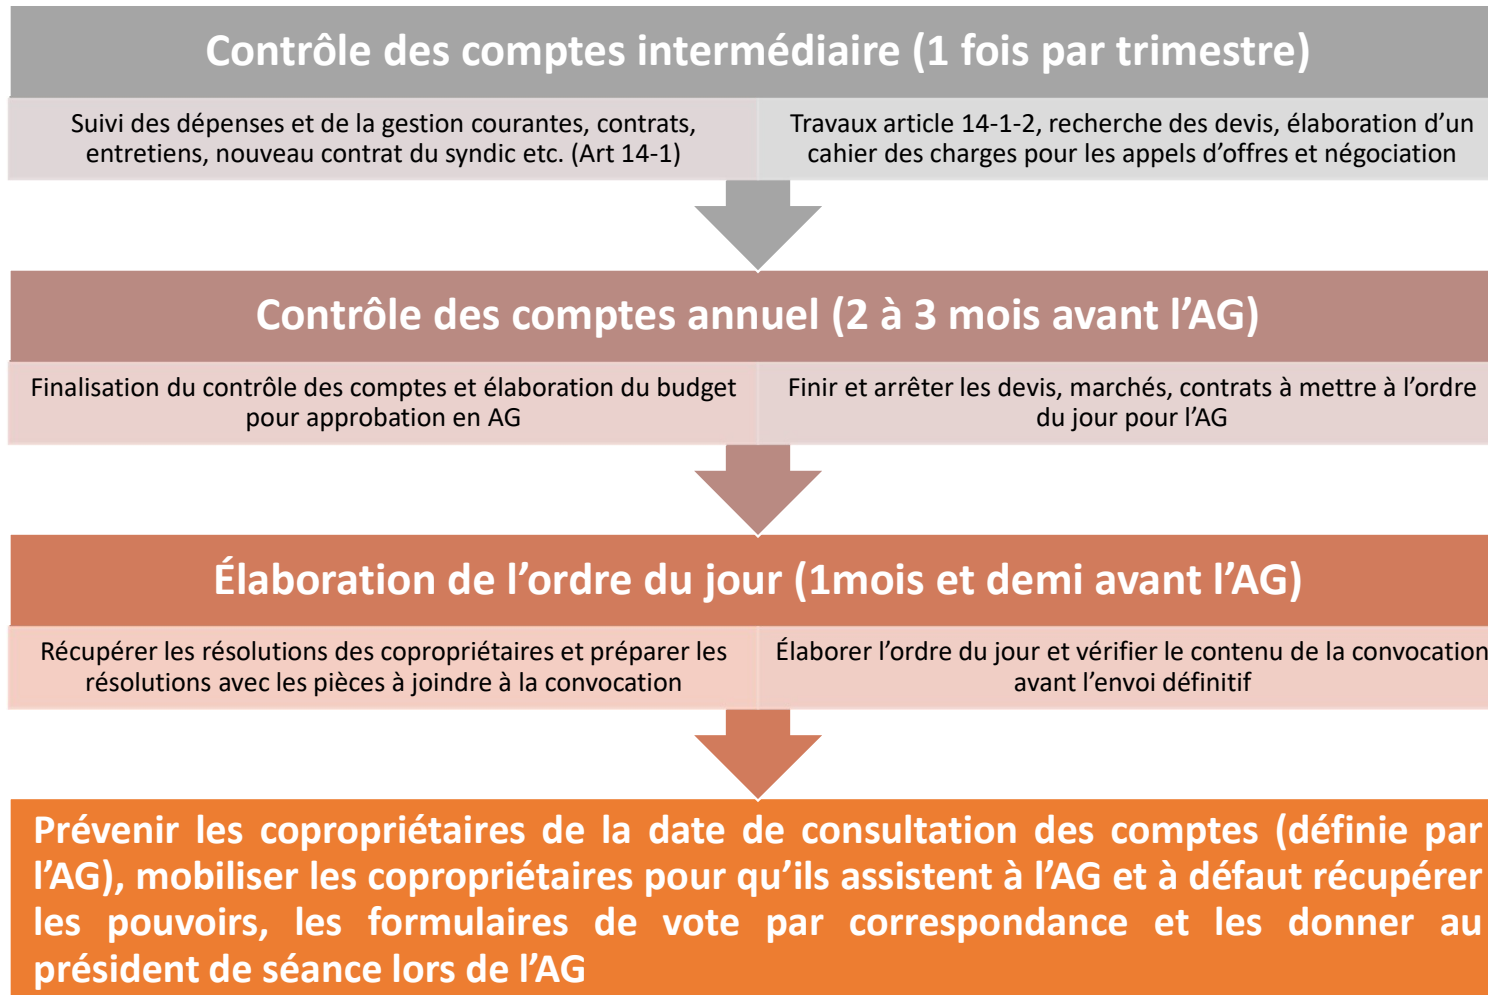 Contrôle des comptes intermédiaire (1 fois par trimestre)
Suivi des dépenses et de la gestion courantes, contrats,
entretiens, nouveau contrat du syndic etc. (Art 14-1)
Travaux article 14-1-2, recherche des devis, élaboration d’un
cahier des charges pour les appels d’offres et négociation
Contrôle des comptes annuel (2 à 3 mois avant l’AG)
Finalisation du contrôle des comptes et élaboration du budget
pour approbation en AG
Finir et arrêter les devis, marchés, contrats à mettre à l’ordre
du jour pour l’AG
Élaboration de l’ordre du jour (1mois et demi avant l’AG)
Récupérer les résolutions des copropriétaires et préparer les
résolutions avec les pièces à joindre à la convocation
Élaborer l’ordre du jour et vérifier le contenu de la convocation
avant l’envoi définitif
Prévenir les copropriétaires de la date de consultation des comptes (définie par
l’AG), mobiliser les copropriétaires pour qu’ils assistent à l’AG et à défaut récupérer
les pouvoirs, les formulaires de vote par correspondance et les donner au
président de séance lors de l’AG